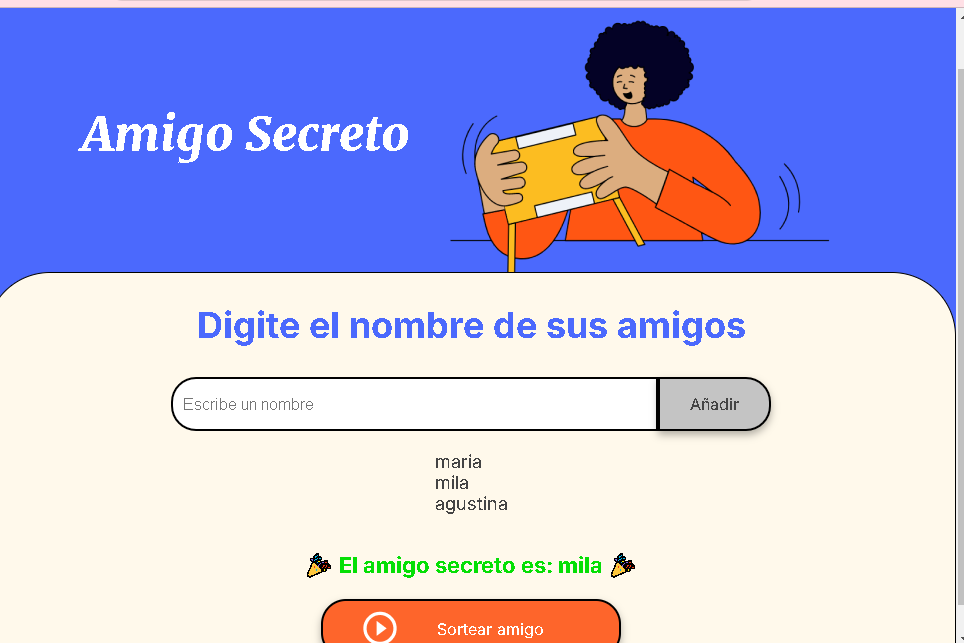 Amigo Secreto
Digite el nombre de sus amigos
Escribe un nombre
Añadir
maria
mila
agustina
🎉 El amigo secreto es: mila 🎉
Sortear amigo